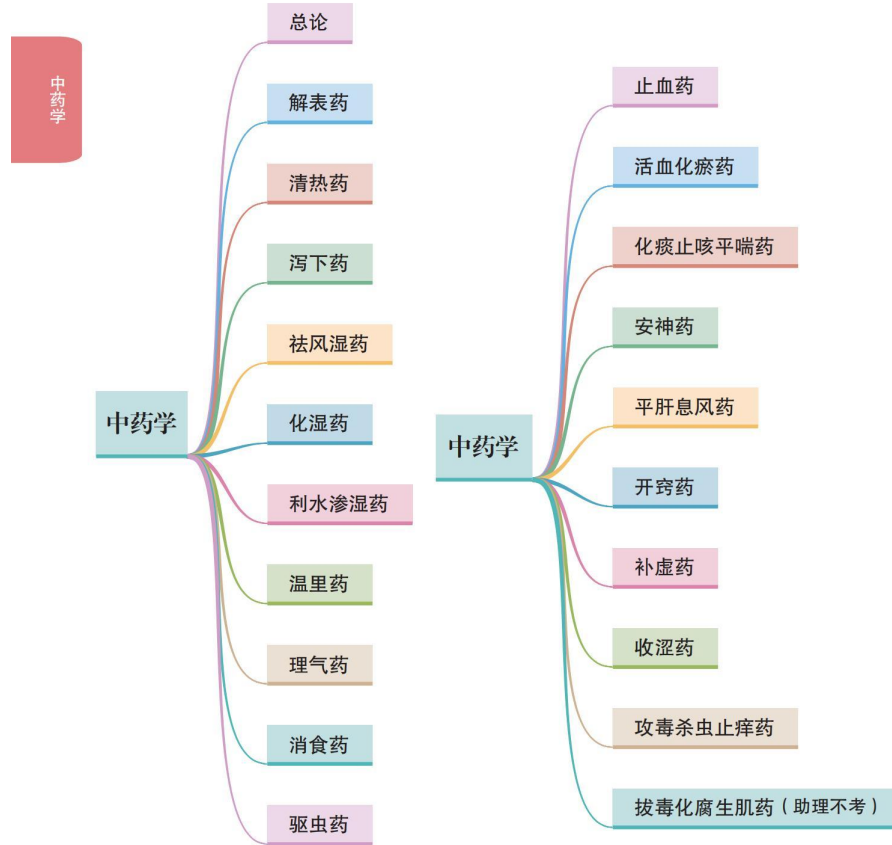 中药学
总论
解表药
清热药
泻下药
祛风湿药
中药学
化湿药
利水渗湿药
温里药
理气药
消食药
驱虫药
止血药
活血化瘀药
化痰止咳平喘药
安神药
平肝息风药
中药学
开窍药
补虚药
收涩药
攻毒杀虫止痒药
拔毒化腐生肌药（助理不考）